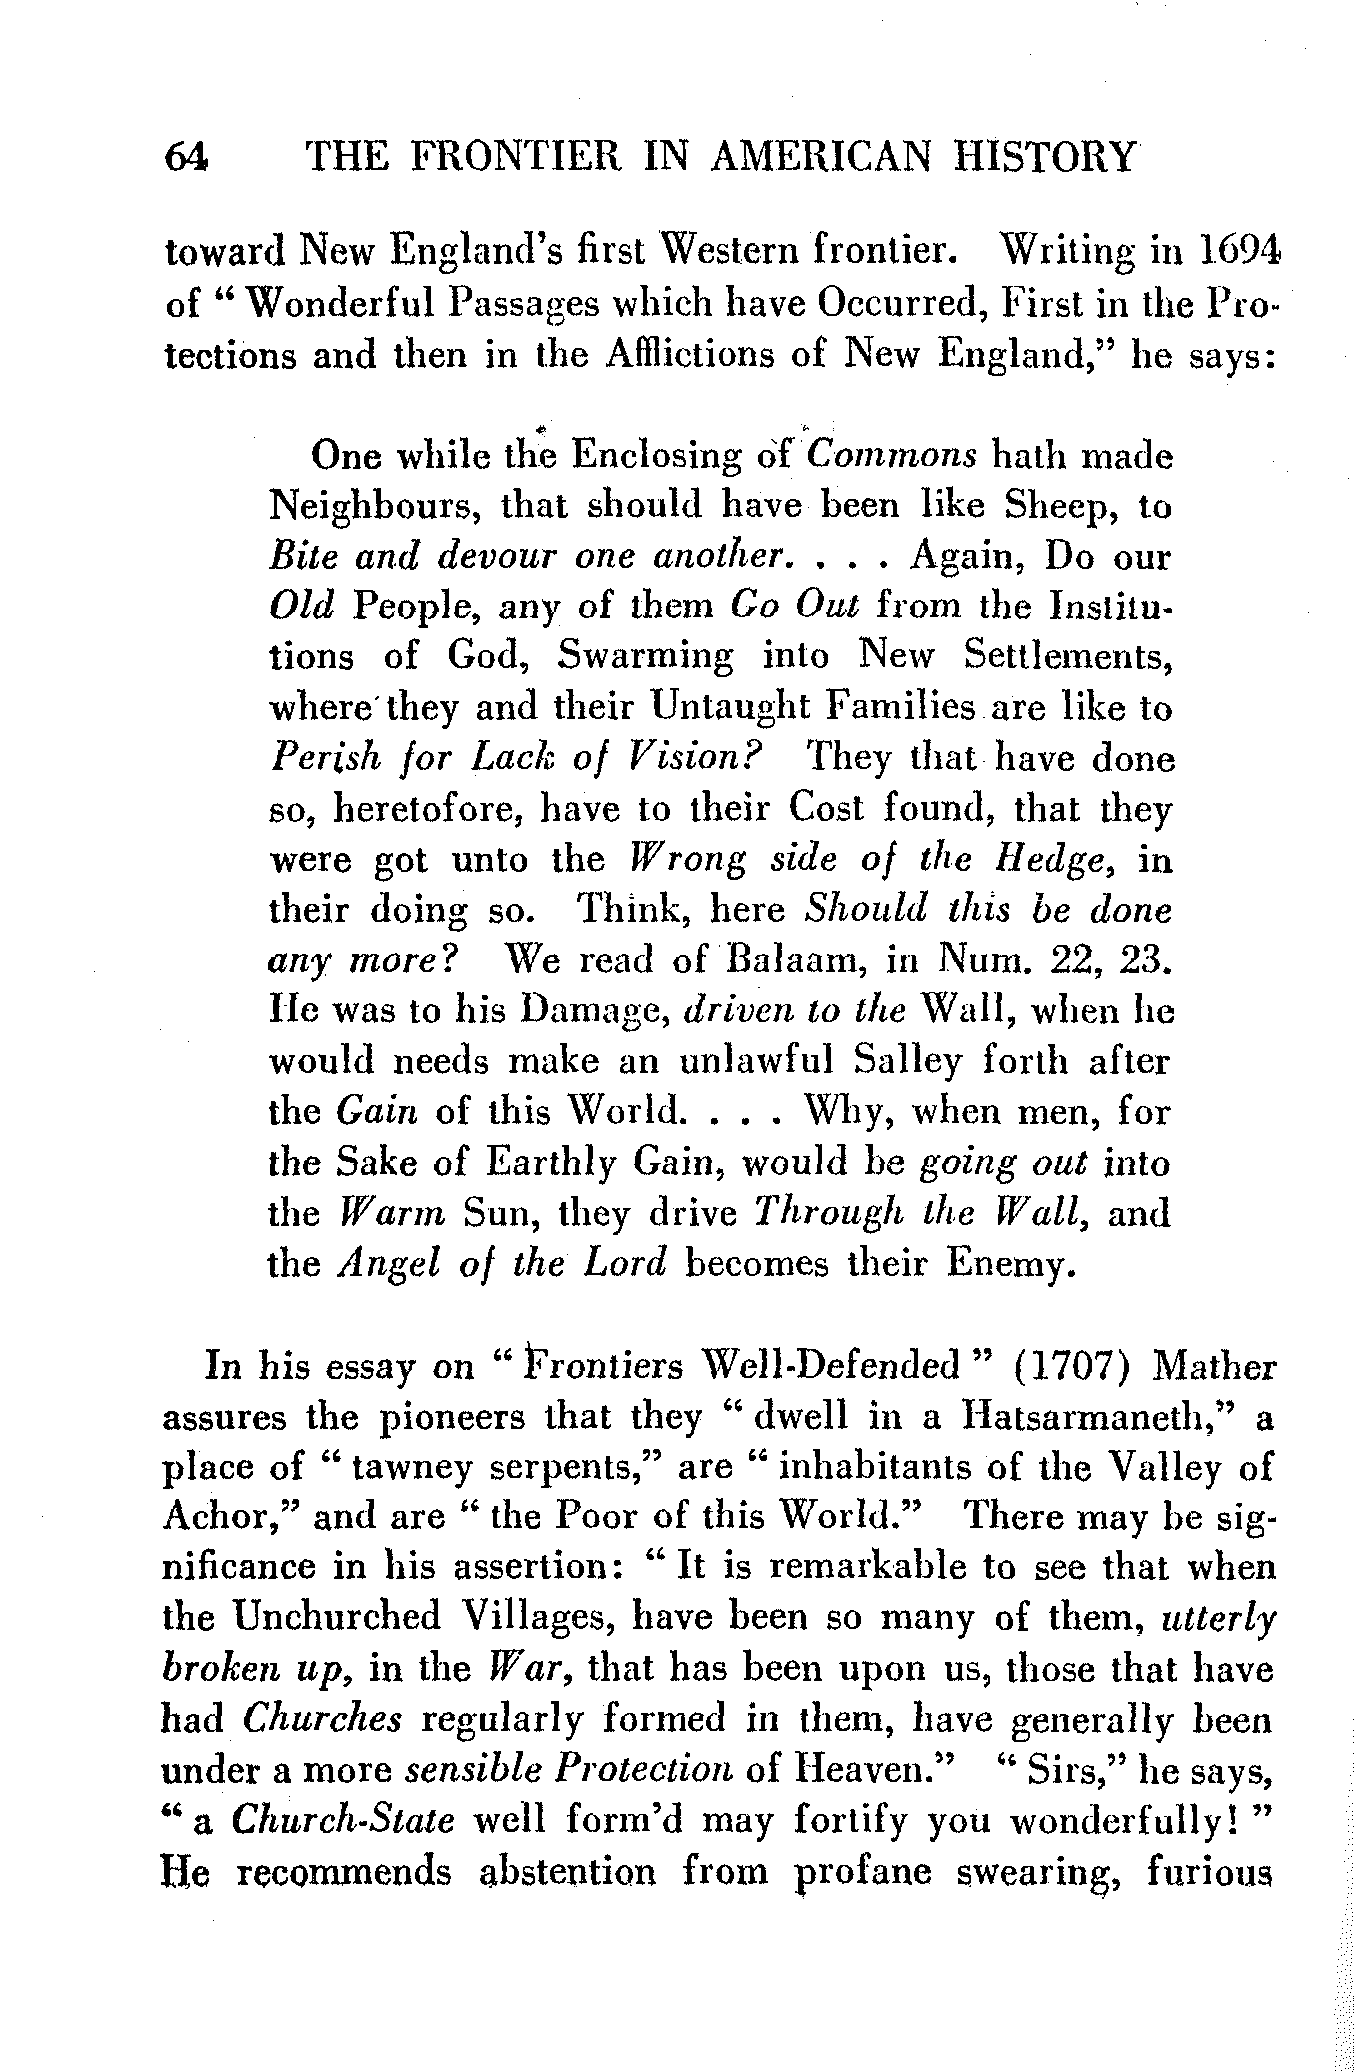 64 THE FRONTIER IN AMERICAN HISTORY
toward New England's first Western frontier. Writing in 1694
of " Wonderful Passages which have Occurred, First in the Pro-
tections and then in the Afflictions of New England," he says:
One while the Enclosing of Commons hath made
Neighbours, that should have been like Sheep, to
Bite and devour one another. . . . Again, Do our
Old People, any of them Go Out from the Institu-
tions of God, Swarming into New Settlements,
where they and their Untaught Families are like to
Perish for Lack of Vision? They that have done
so, heretofore, have to their Cost found, that they
were got unto the Wrong side of the Hedge, in
their doing so. Think, here Should this be done
any more? We read of Balaam, in Num. 22, 23.
He was to his Damage, driven to the Wall, when he
would needs make an unlawful Salley forth after
the Gain of this World. . . . Why, when men, for
the Sake of Earthly Gain, would be going out into
the Warm Sun, they drive Through the Wall, and
the Angel of the Lord becomes their Enemy.
In his essay on " Frontiers Well-Defended " (1707) Mather
assures the pioneers that they " dwell in a Hatsarmaneth," a
place of " tawney serpents," are " inhabitants of the Valley of
Achor," and are " the Poor of this World." There may be sig-
nificance in his assertion: " It is remarkable to see that when
the Unchurched Villages, have been so many of them, utterly
broken up, in the War, that has been upon us, those that have
had Churches regularly formed in them, have generally been
under a more sensible Protection of Heaven." " Sirs," he says,
" a Church-State well form'd may fortify you wonderfully! "
He recommends abstention from profane swearing, furious